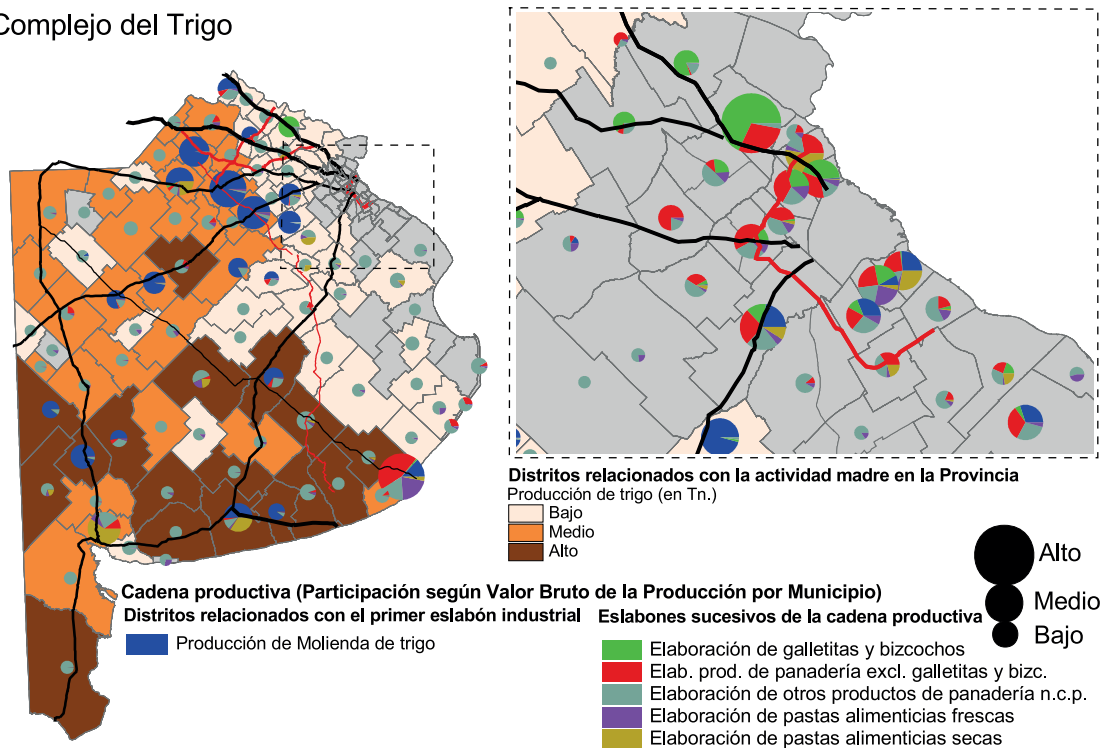 Complejo del Trigo
Distritos relacionados con la actividad madre en la Provincia
Producción de trigo (en Tn.)
Bajo
Medio
Alto
Alto
Medio
Bajo
Cadena productiva (Participación según Valor Bruto de la Producción por Municipio)
Distritos relacionados con el primer eslabón industrial
Producción de Molienda de trigo
Eslabones sucesivos de la cadena productiva
Elaboración de galletitas y bizcochos
Elab. prod. de panadería excl. galletitas y bizc.
Elaboración de otros productos de panadería n.c.p.
Elaboración de pastas alimenticias frescas
Elaboración de pastas alimenticias secas